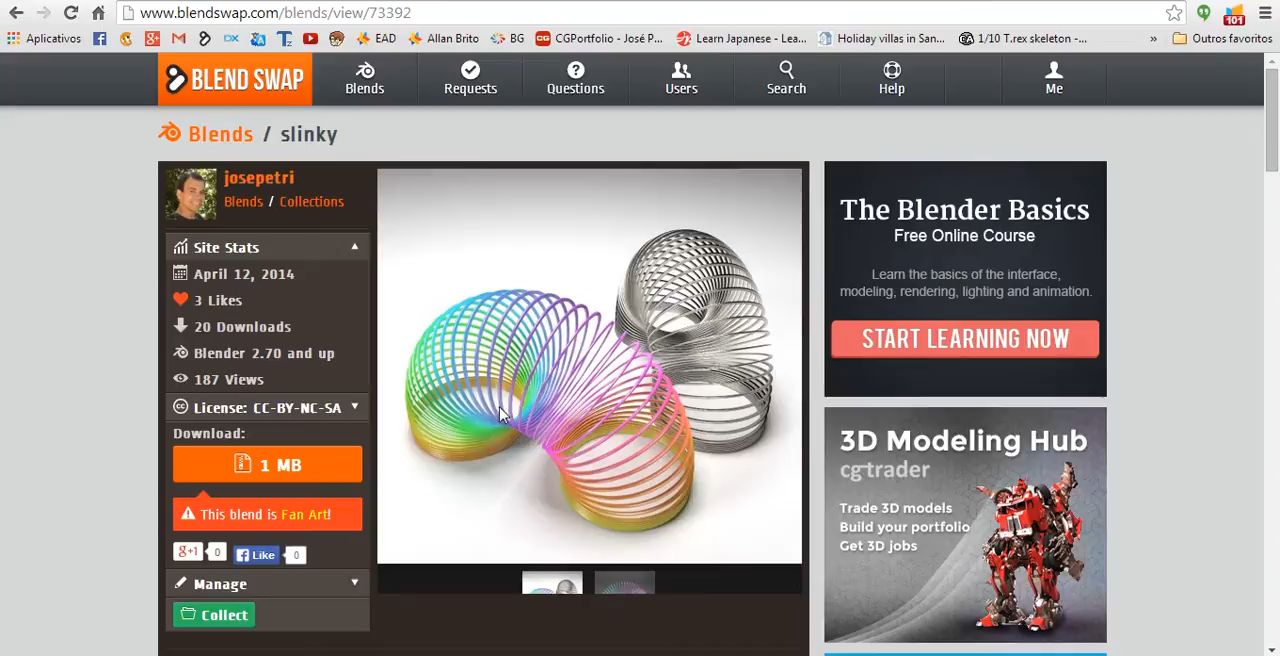 www.blendswap.com/blends/view/73392
101
Aplicativos
EAD
Allan Brito
BG
CG
CGPortfolio - José P...
Learn Japanese - Lea...
Holiday villas in San...
1/10 T.rex skeleton -...
»
Outros favoritos
BLEND SWAP
Blends
Requests
Questions
Users
Search
Help
Me
Blends / slinky
josepetri
Blends / Collections
Site Stats
April 12, 2014
3 Likes
20 Downloads
Blender 2.70 and up
187 Views
License: CC-BY-NC-SA
Download:
1 MB
This blend is Fan Art!
g+1 0 Like 0
Manage
Collect
The Blender Basics
Free Online Course
Learn the basics of the interface,
modeling, rendering, lighting and animation.
START LEARNING NOW
3D Modeling Hub
cgtrader
Trade 3D models
Build your portfolio
Get 3D jobs